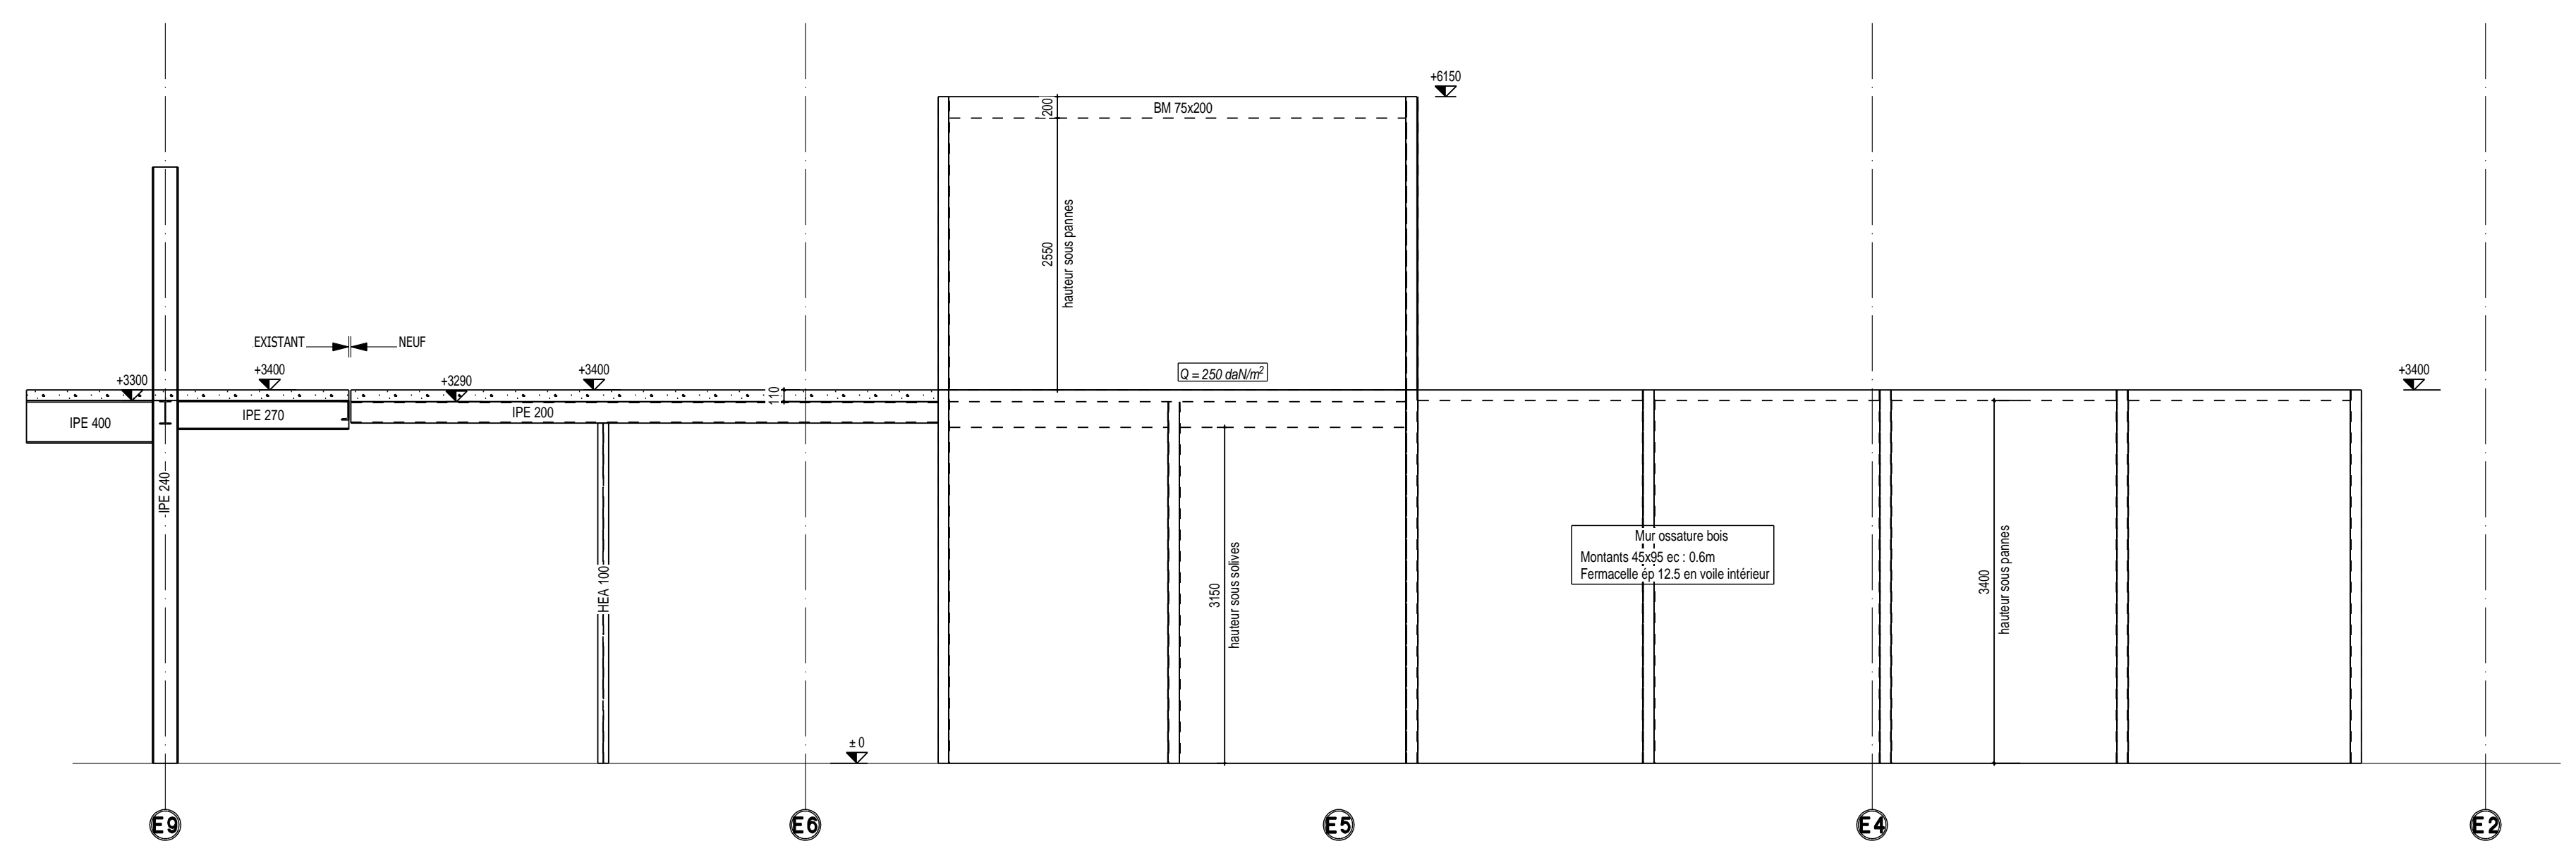 +6150
BM 75x200
200
2550
hauteur sous pannes
EXISTANT
NEUF
+3300
+3400
+3290
+3400
Q = 250 daN/m²
+3400
110
IPE 400
IPE 270
IPE 200
IPE 240
HEA 100
3150
hauteur sous solives
Mur ossature bois
Montants 45x95 ec : 0.6m
Fermacelle ép 12.5 en voile intérieur
3400
hauteur sous pannes
± 0
E9
E6
E5
E4
E2